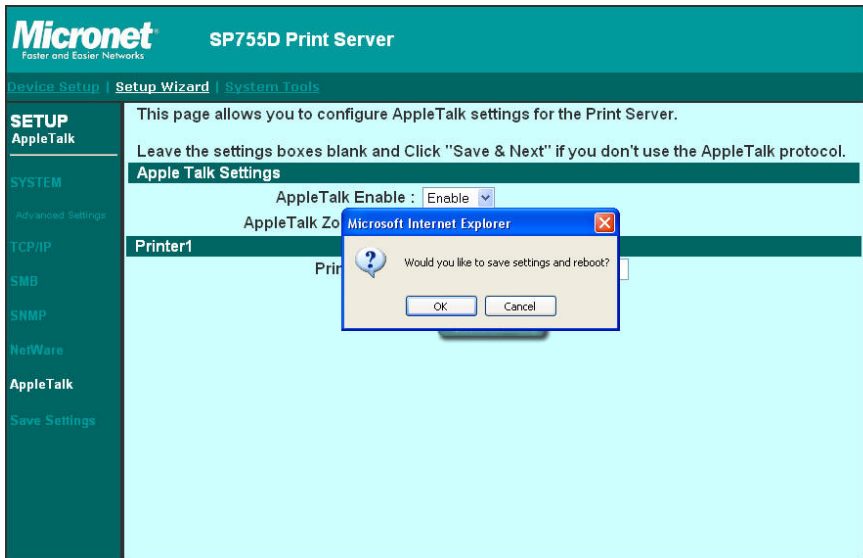 Micronet
Faster and Easier Networks
SP755D Print Server
Device Setup | Setup Wizard | System Tools
SETUP
AppleTalk
SYSTEM
Advanced Settings
TCP/IP
SMB
SNMP
NetWare
AppleTalk
Save Settings
This page allows you to configure AppleTalk settings for the Print Server.
Leave the settings boxes blank and Click "Save & Next" if you don't use the AppleTalk protocol.
Apple Talk Settings
AppleTalk Enable : Enable
AppleTalk Zo
Printer1
Prin
Microsoft Internet Explorer
Would you like to save settings and reboot?
OK Cancel